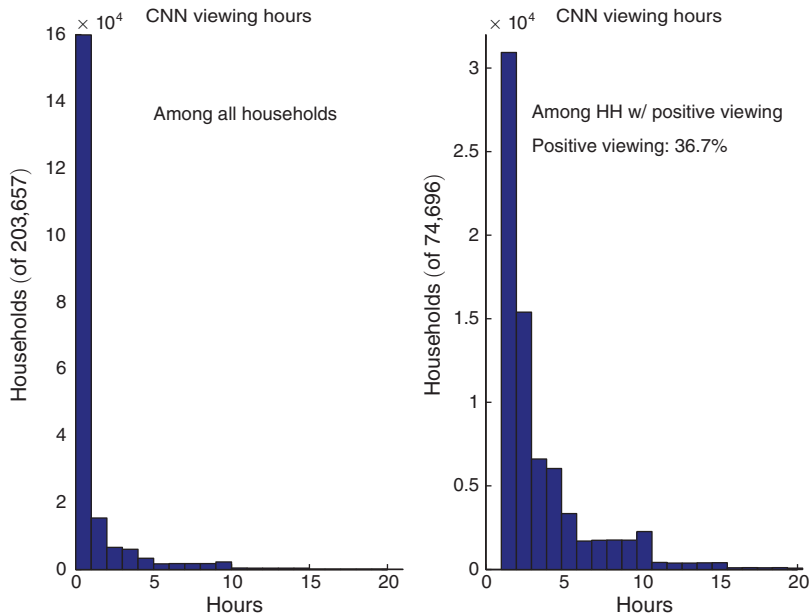 CNN viewing hours
× 10⁴
Among all households
Households (of 203,657)
16
14
12
10
8
6
4
2
0
0 5 10 15 20
Hours
CNN viewing hours
× 10⁴
Among HH w/ positive viewing
Positive viewing: 36.7%
Households (of 74,696)
3
2.5
2
1.5
1
0.5
0
0 5 10 15 20
Hours